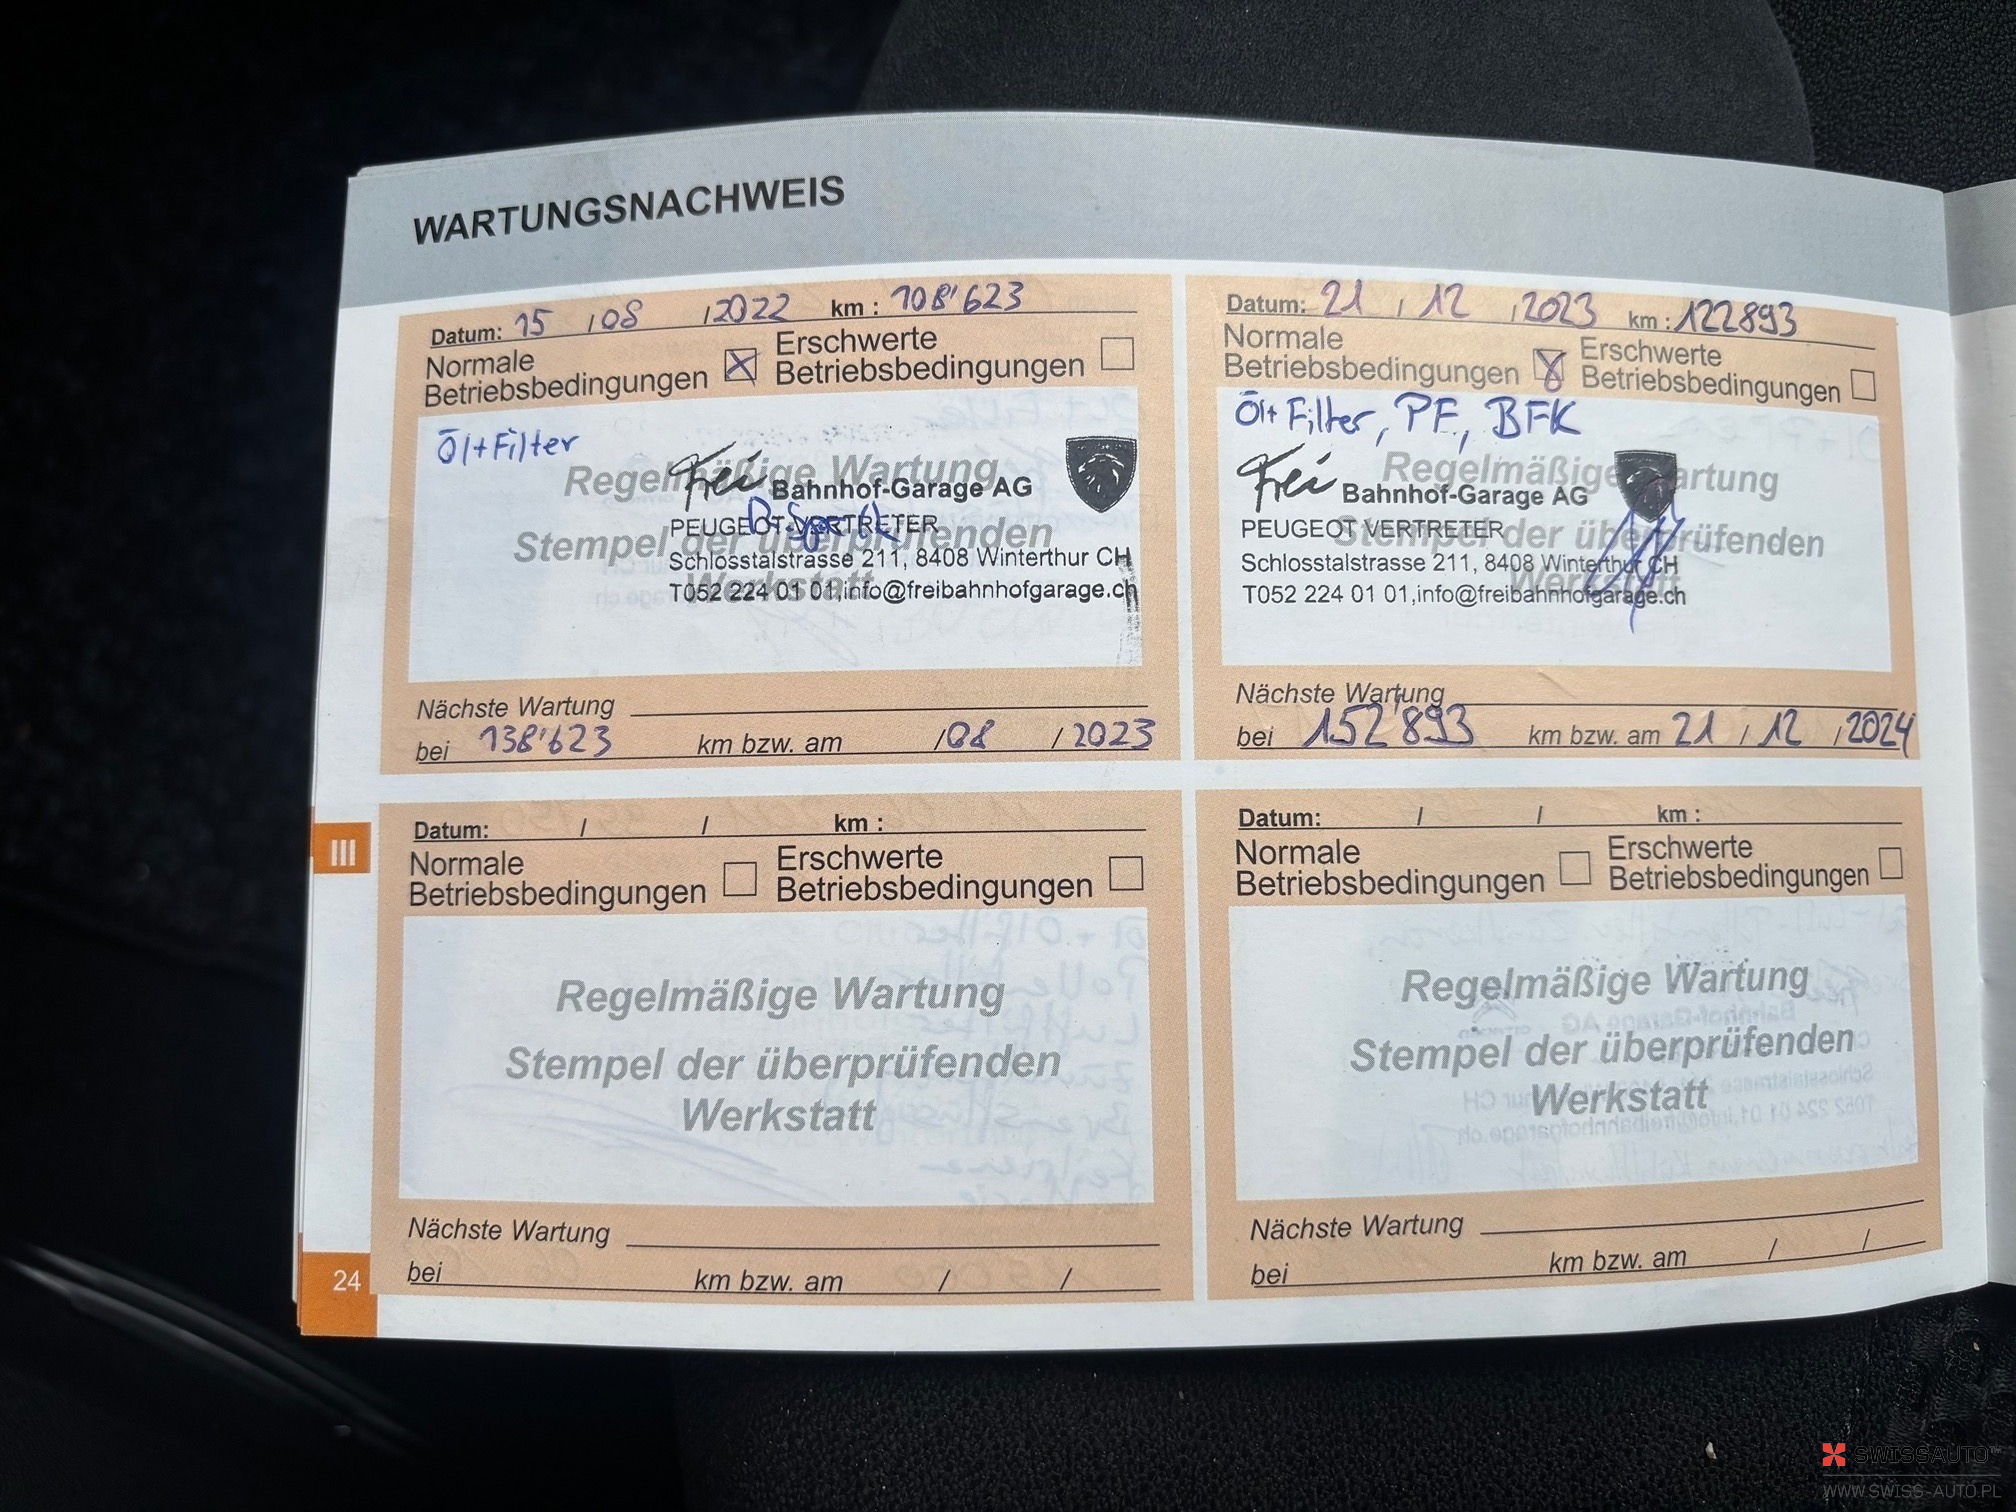 WARTUNGSNACHWEIS
Datum: 15 / 08 / 2022 km : 108'623
Normale Betriebsbedingungen ☒ Erschwerte Betriebsbedingungen ☐
Öl+Filter
Regelmäßige Wartung
Frei Bahnhof-Garage AG
PEUGEOT VERTRETER
Stempel der überprüfenden
Schlosstalstrasse 211, 8408 Winterthur CH
Werkstatt
T052 224 01 01,info@freibahnhofgarage.ch
Nächste Wartung
bei 138'623 km bzw. am / 08 / 2023
Datum: 21 / 12 / 2023 km : 122893
Normale Betriebsbedingungen ☒ Erschwerte Betriebsbedingungen ☐
Öl+ Filter, PF, BFK
Regelmäßige Wartung
Frei Bahnhof-Garage AG
PEUGEOT VERTRETER
Stempel der überprüfenden
Schlosstalstrasse 211, 8408 Winterthur CH
Werkstatt
T052 224 01 01,info@freibahnhofgarage.ch
Nächste Wartung
bei 152'893 km bzw. am 21 / 12 / 2024
III
Datum: / / km :
Normale Betriebsbedingungen ☐ Erschwerte Betriebsbedingungen ☐
Regelmäßige Wartung
Stempel der überprüfenden
Werkstatt
Nächste Wartung
bei km bzw. am / /
Datum: / / km :
Normale Betriebsbedingungen ☐ Erschwerte Betriebsbedingungen ☐
Regelmäßige Wartung
Stempel der überprüfenden
Werkstatt
Nächste Wartung
bei km bzw. am / /
24
SWISSAUTO
WWW.SWISS-AUTO.PL